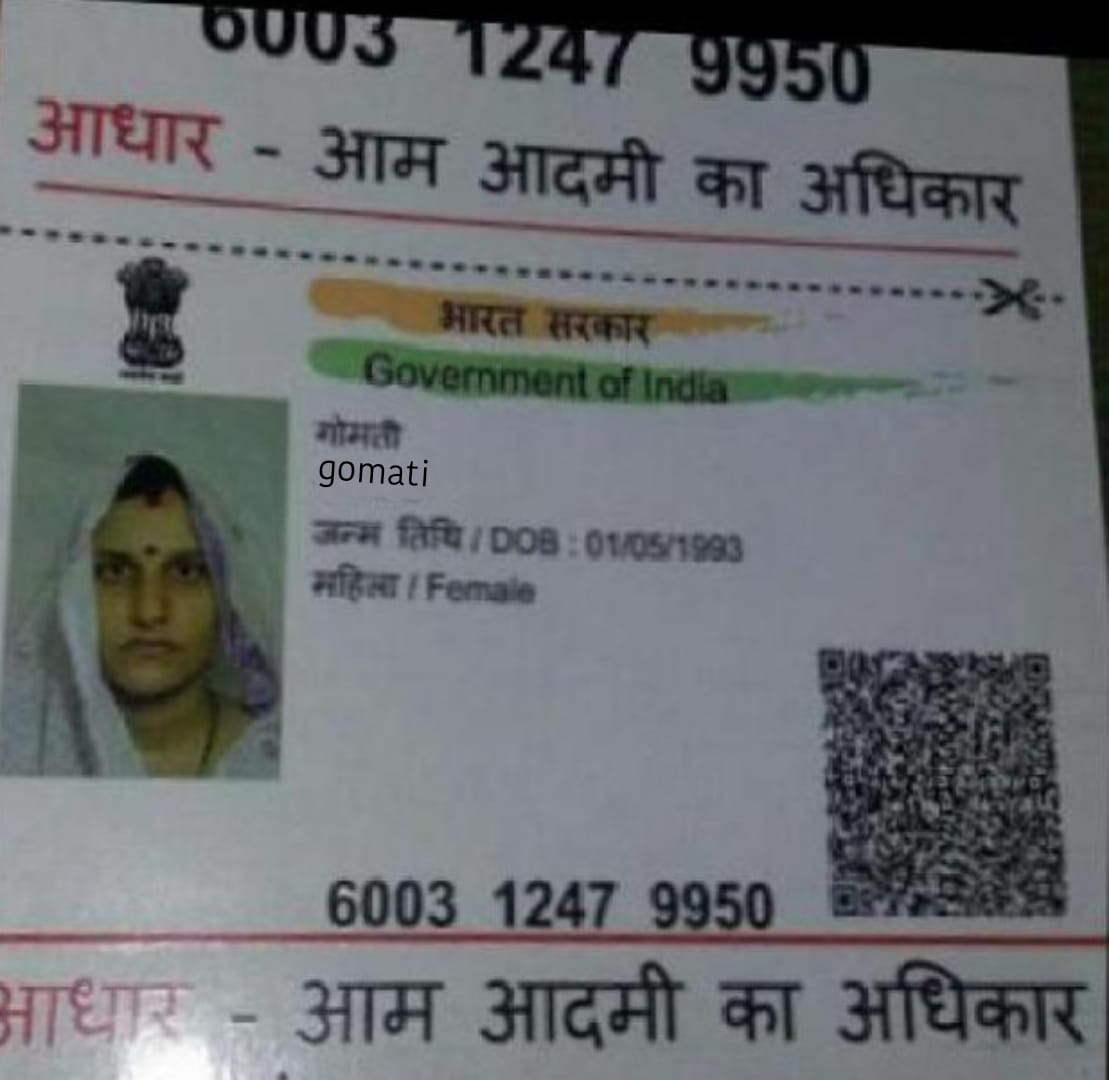 6003 1247 9950
आधार - आम आदमी का अधिकार
भारत सरकार
Government of India
गोमती
gomati
जन्म तिथि / DOB : 01/05/1993
महिला / Female
6003 1247 9950
आधार - आम आदमी का अधिकार